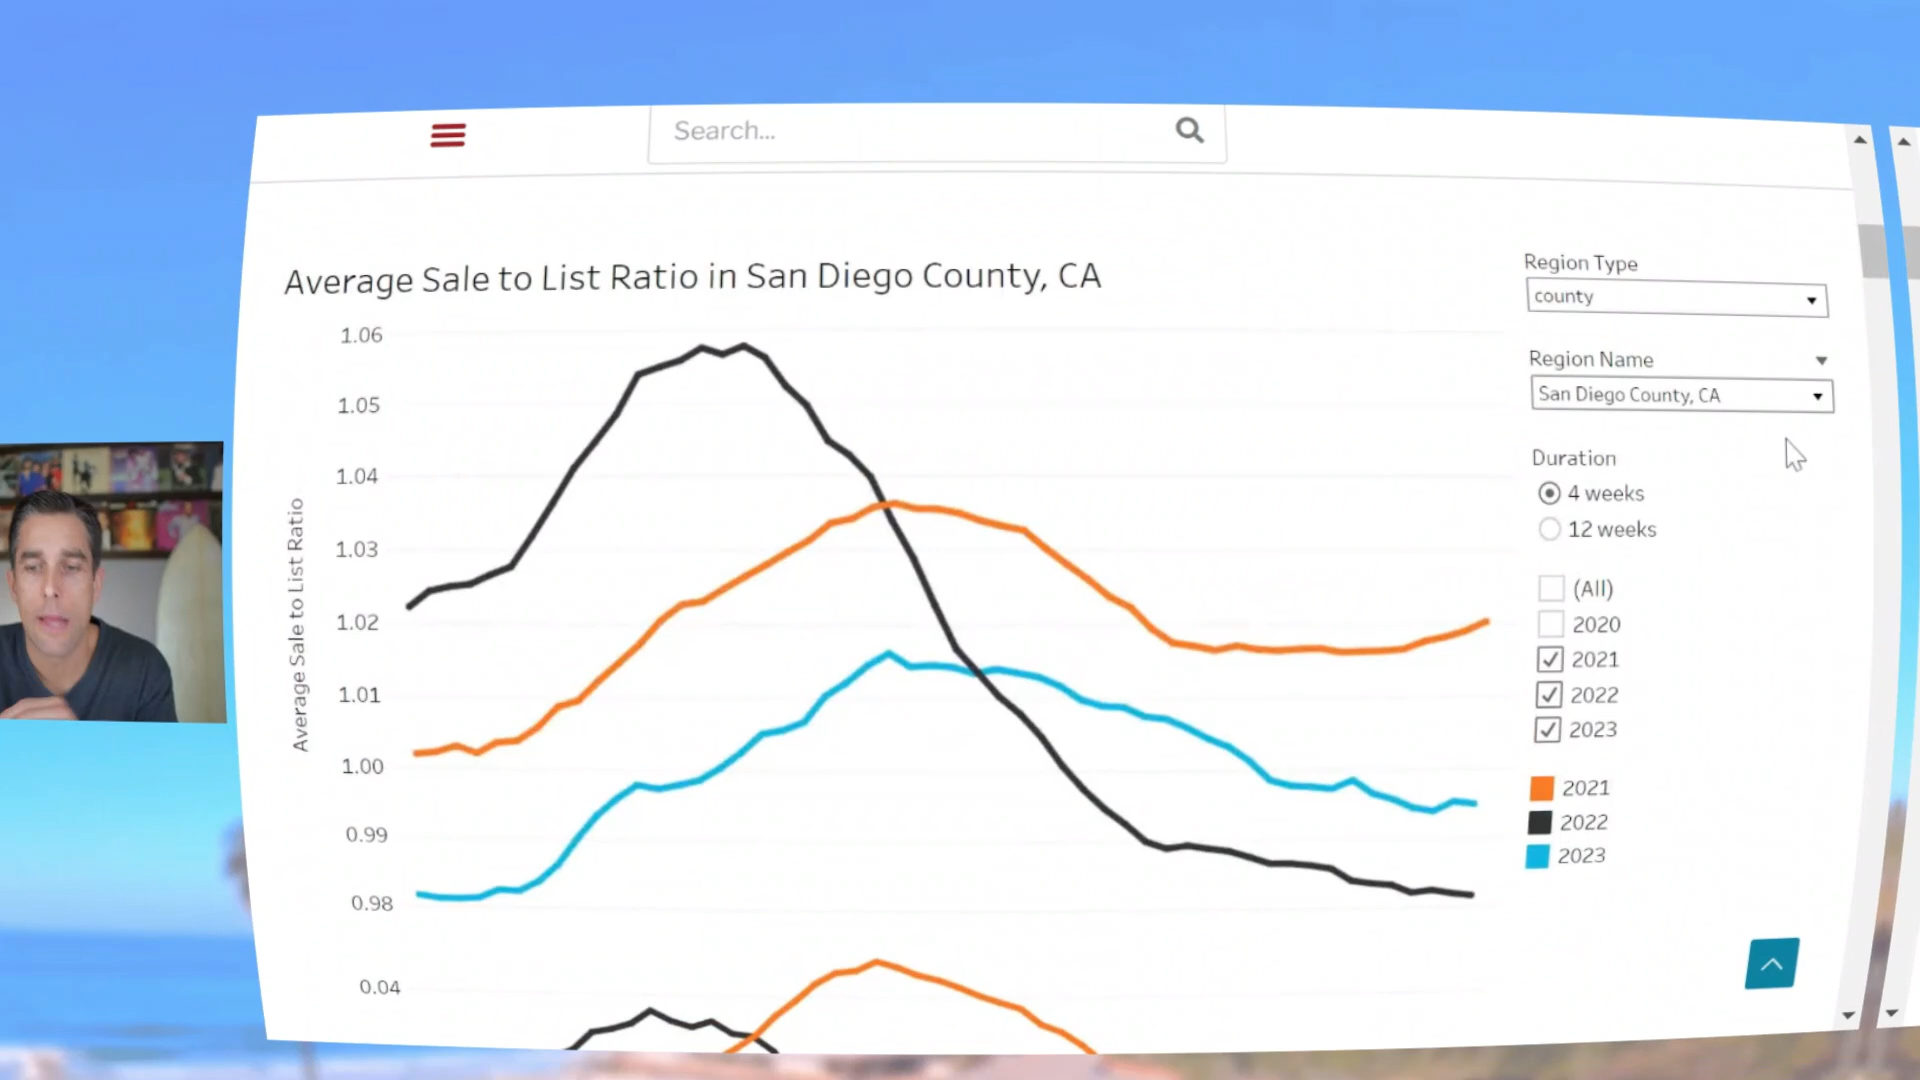 Search...
Average Sale to List Ratio in San Diego County, CA
Average Sale to List Ratio
1.06
1.05
1.04
1.03
1.02
1.01
1.00
0.99
0.98
0.04
Region Type
county
Region Name
San Diego County, CA
Duration
4 weeks
12 weeks
(All)
2020
2021
2022
2023
2021
2022
2023